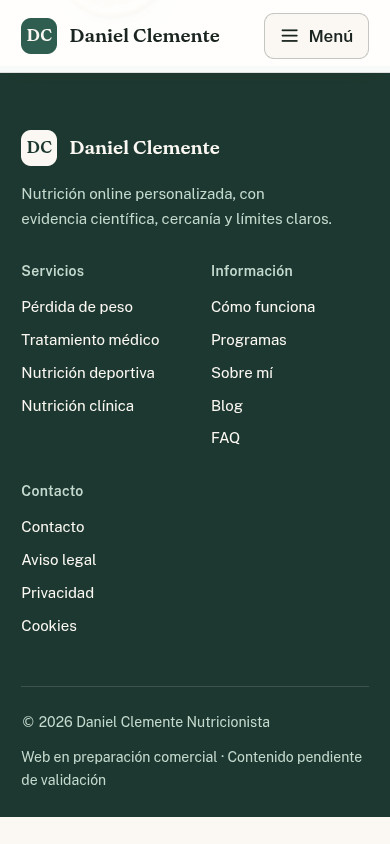 DC Daniel Clemente
Menú
DC Daniel Clemente
Nutrición online personalizada, con
evidencia científica, cercanía y límites claros.
Servicios
Pérdida de peso
Tratamiento médico
Nutrición deportiva
Nutrición clínica
Información
Cómo funciona
Programas
Sobre mí
Blog
FAQ
Contacto
Contacto
Aviso legal
Privacidad
Cookies
© 2026 Daniel Clemente Nutricionista
Web en preparación comercial · Contenido pendiente
de validación